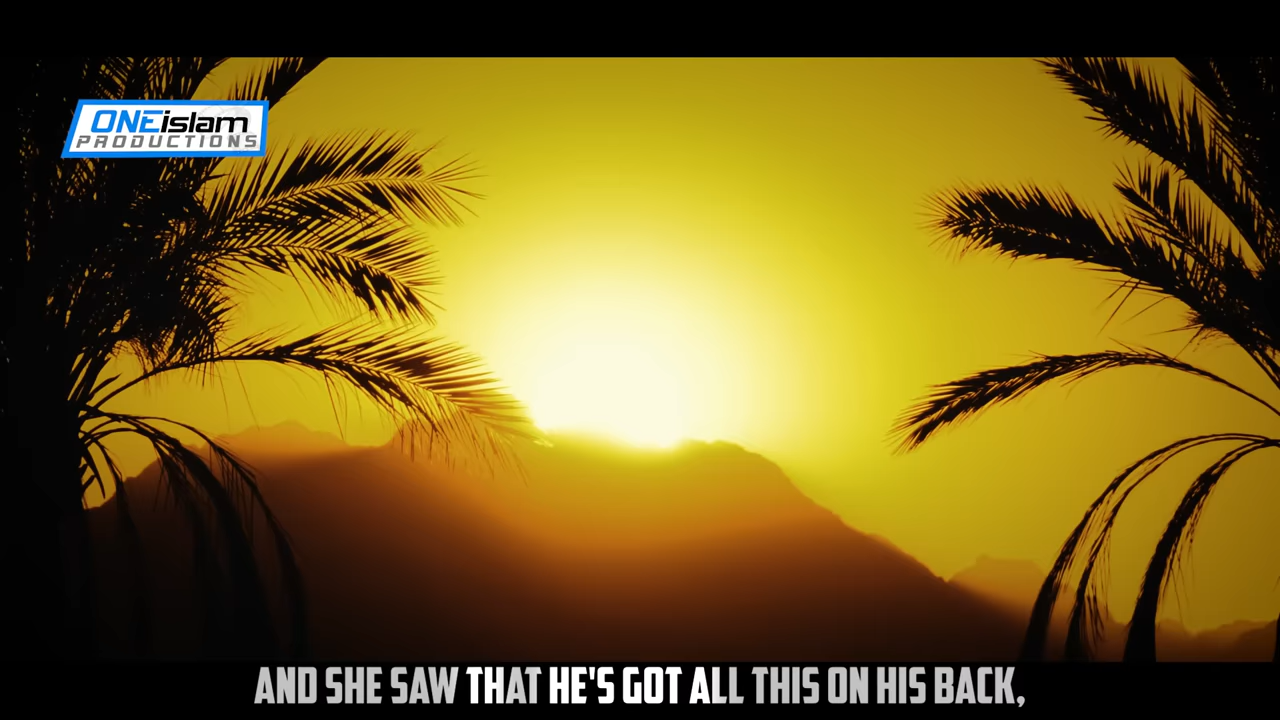 ONEislam
PRODUCTIONS
AND SHE SAW THAT HE'S GOT ALL THIS ON HIS BACK,